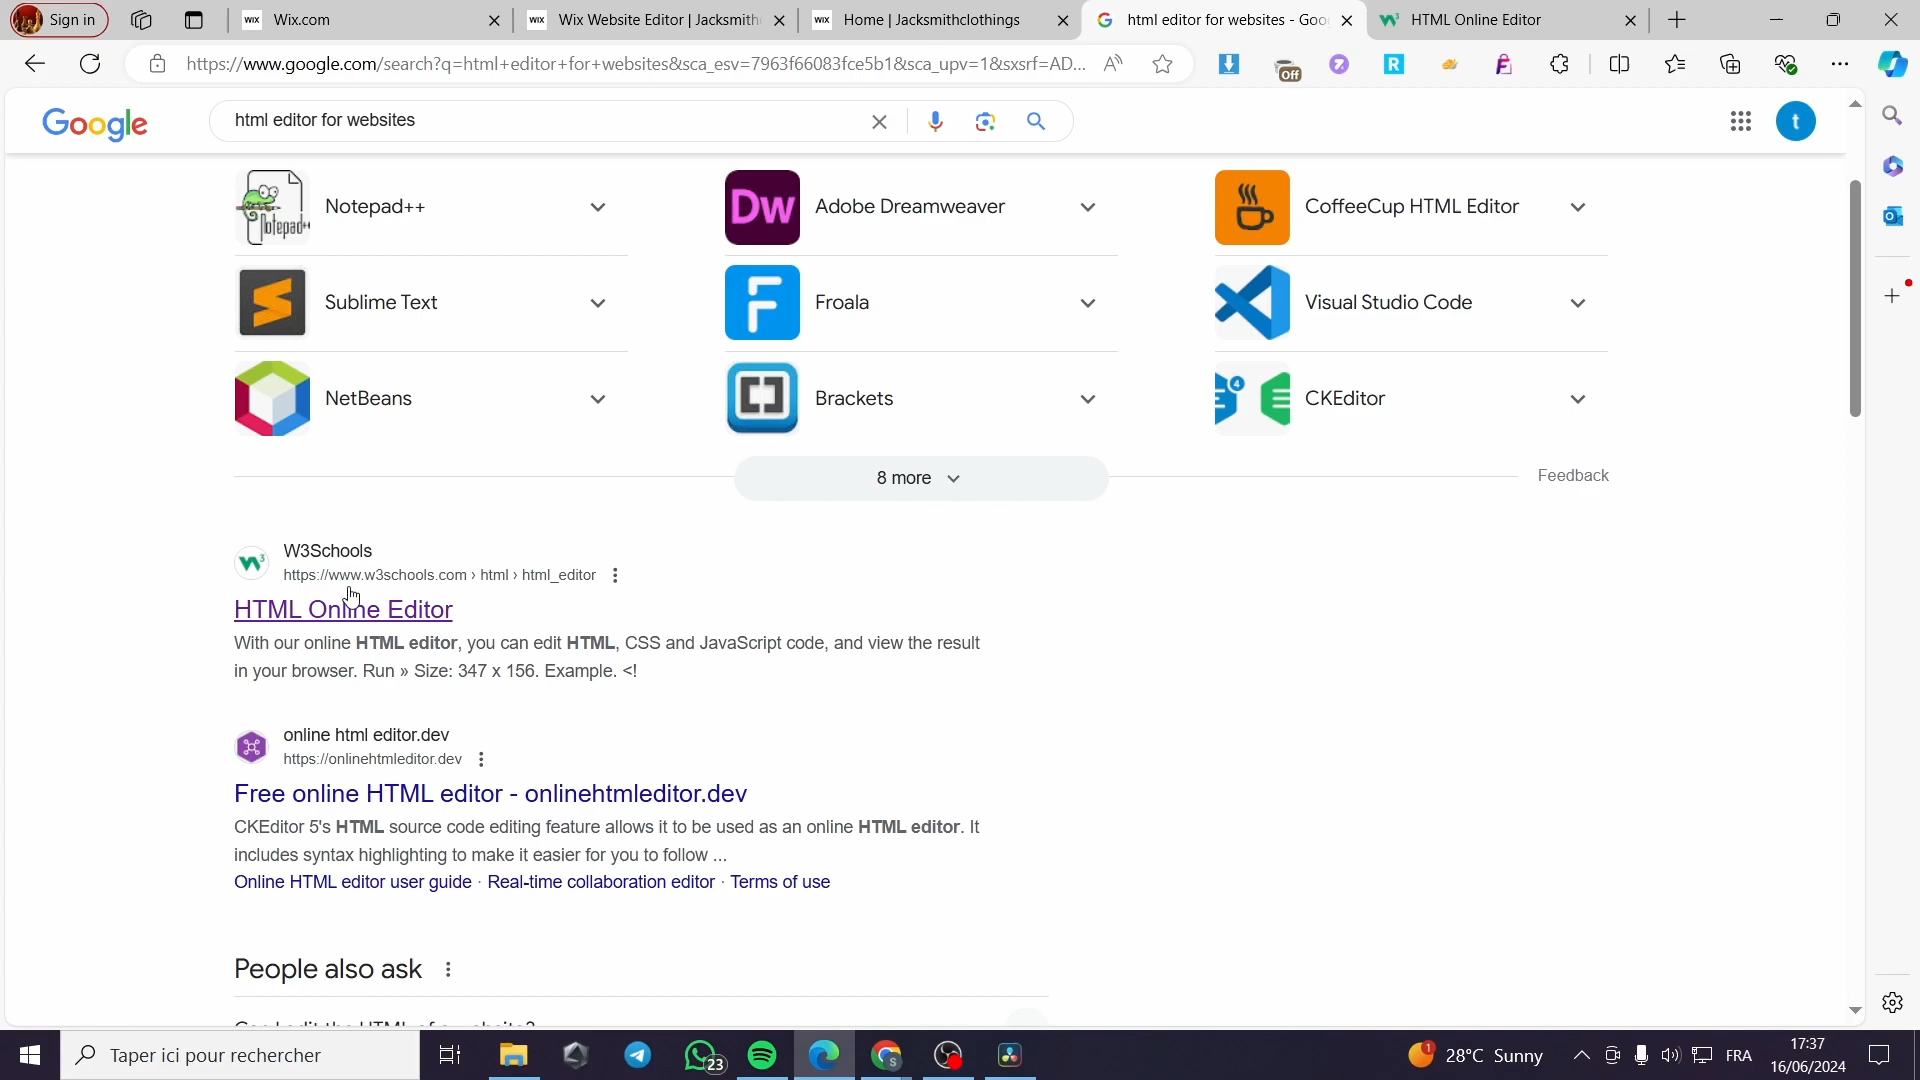 Sign in
Wix.com
Wix Website Editor | Jacksmith
Home | Jacksmithclothings
html editor for websites - Goo
HTML Online Editor
https://www.google.com/search?q=html+editor+for+websites&sca_esv=7963f66083fce5b1&sca_upv=1&sxsrf=AD...
Off
Google
html editor for websites
t
Notepad++
Adobe Dreamweaver
CoffeeCup HTML Editor
Sublime Text
Froala
Visual Studio Code
NetBeans
Brackets
CKEditor
8 more
Feedback
W3Schools
https://www.w3schools.com › html › html_editor
HTML Online Editor
With our online HTML editor, you can edit HTML, CSS and JavaScript code, and view the result
in your browser. Run » Size: 347 x 156. Example. <!
online html editor.dev
https://onlinehtmleditor.dev
Free online HTML editor - onlinehtmleditor.dev
CKEditor 5's HTML source code editing feature allows it to be used as an online HTML editor. It
includes syntax highlighting to make it easier for you to follow ...
Online HTML editor user guide · Real-time collaboration editor · Terms of use
People also ask
Taper ici pour rechercher
23
28°C Sunny
FRA
17:37
16/06/2024